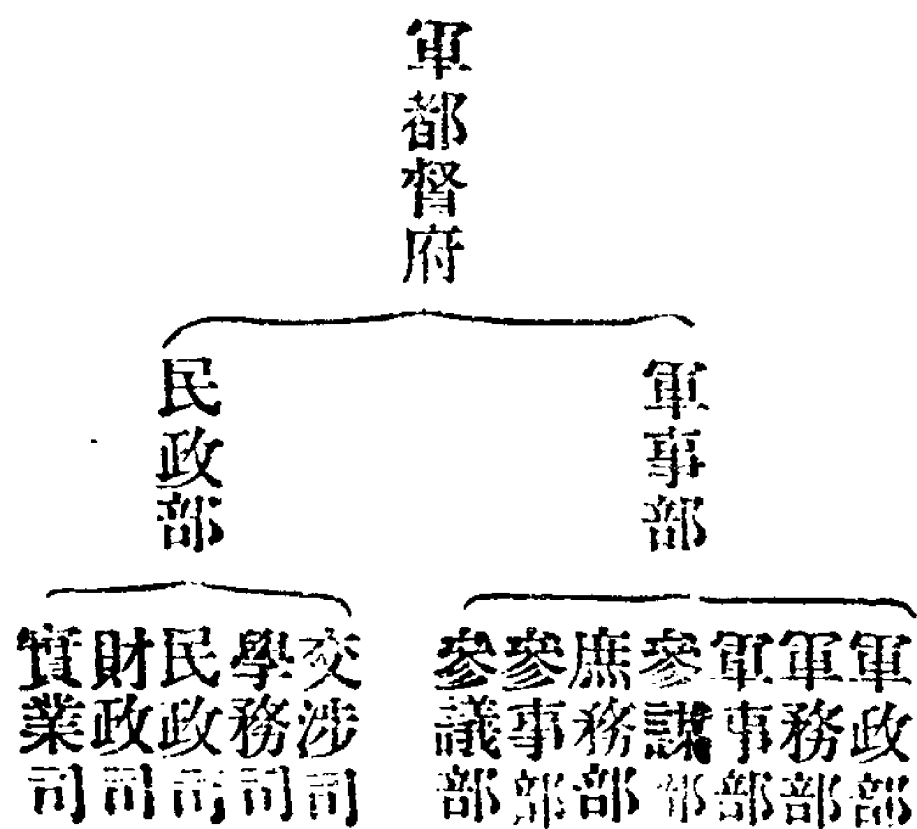 軍都督府
軍事部
民政部
軍政部
軍務部
軍事部
參謀部
庶務部
參事部
參議部
交涉司
學務司
民政司
財政司
實業司